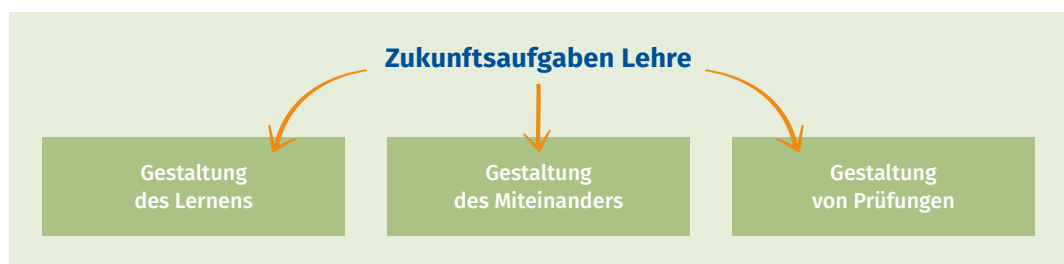 Zukunftsaufgaben Lehre
Gestaltung
des Lernens
Gestaltung
des Miteinanders
Gestaltung
von Prüfungen